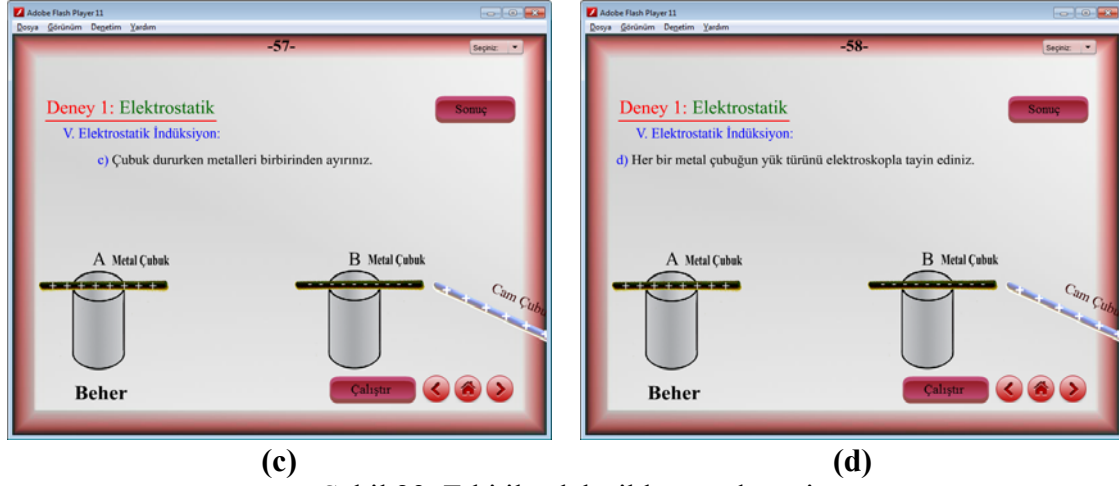 Adobe Flash Player 11
Dosya Görünüm Denetim Yardım
-57-
Seçiniz:
Deney 1: Elektrostatik
Sonuç
V. Elektrostatik İndüksiyon:
c) Çubuk dururken metalleri birbirinden ayırınız.
A Metal Çubuk
B Metal Çubuk
+ + + + + + +
- - - - - - - -
Cam Çubu
Beher
Çalıştır
(c)
Adobe Flash Player 11
Dosya Görünüm Denetim Yardım
-58-
Seçiniz:
Deney 1: Elektrostatik
Sonuç
V. Elektrostatik İndüksiyon:
d) Her bir metal çubuğun yük türünü elektroskopla tayin ediniz.
A Metal Çubuk
B Metal Çubuk
+ + + + + + +
- - - - - - - -
Cam Çubu
Beher
Çalıştır
(d)